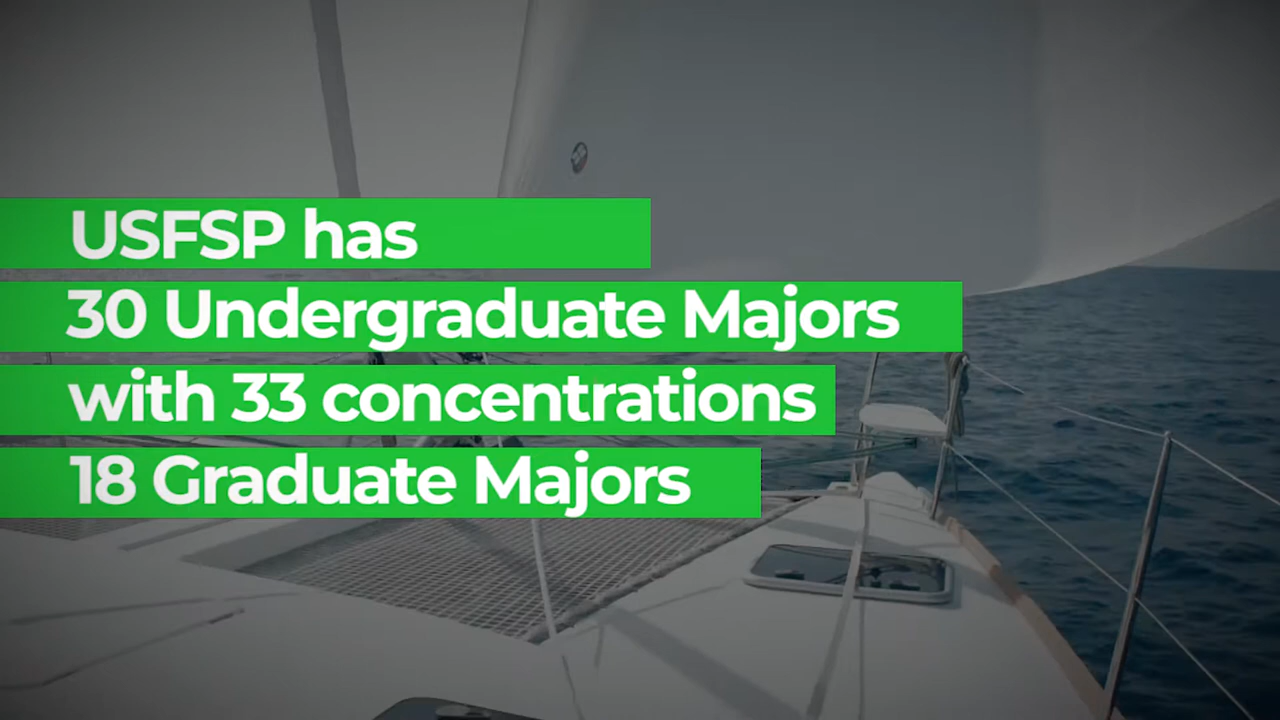 USFSP has
30 Undergraduate Majors
with 33 concentrations
18 Graduate Majors